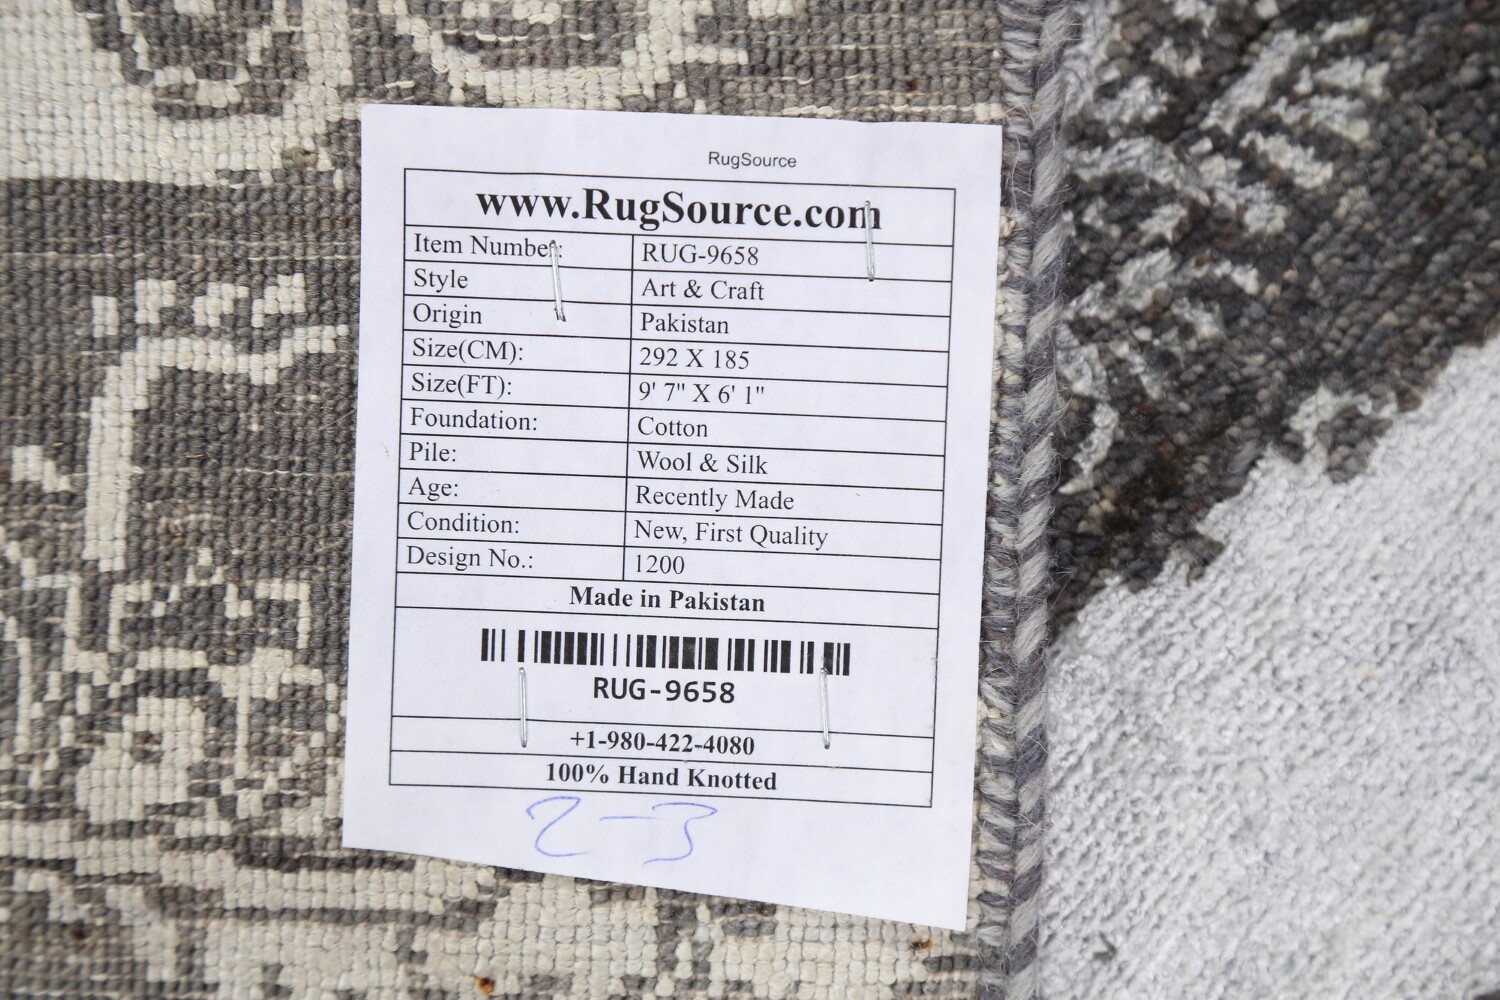 RugSource
www.RugSource.com
Item Number: RUG-9658
Style Art & Craft
Origin Pakistan
Size(CM): 292 X 185
Size(FT): 9' 7" X 6' 1"
Foundation: Cotton
Pile: Wool & Silk
Age: Recently Made
Condition: New, First Quality
Design No.: 1200
Made in Pakistan
RUG-9658
+1-980-422-4080
100% Hand Knotted
2-3